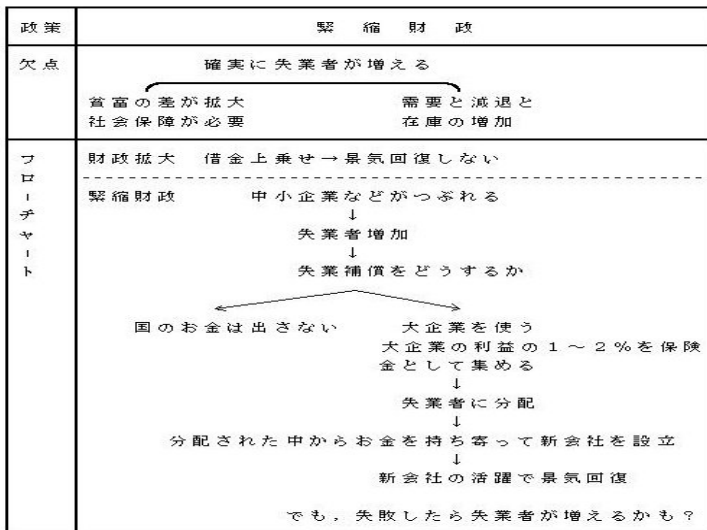 政策 緊縮財政
欠点 確実に失業者が増える
貧富の差が拡大 需要と減退と
社会保障が必要 在庫の増加
フローチャート 財政拡大 借金上乗せ→景気回復しない
緊縮財政 中小企業などがつぶれる
↓
失業者増加
↓
失業補償をどうするか
国のお金は出さない 大企業を使う
大企業の利益の1~2%を保険
金として集める
↓
失業者に分配
↓
分配された中からお金を持ち寄って新会社を設立
↓
新会社の活躍で景気回復
でも,失敗したら失業者が増えるかも?